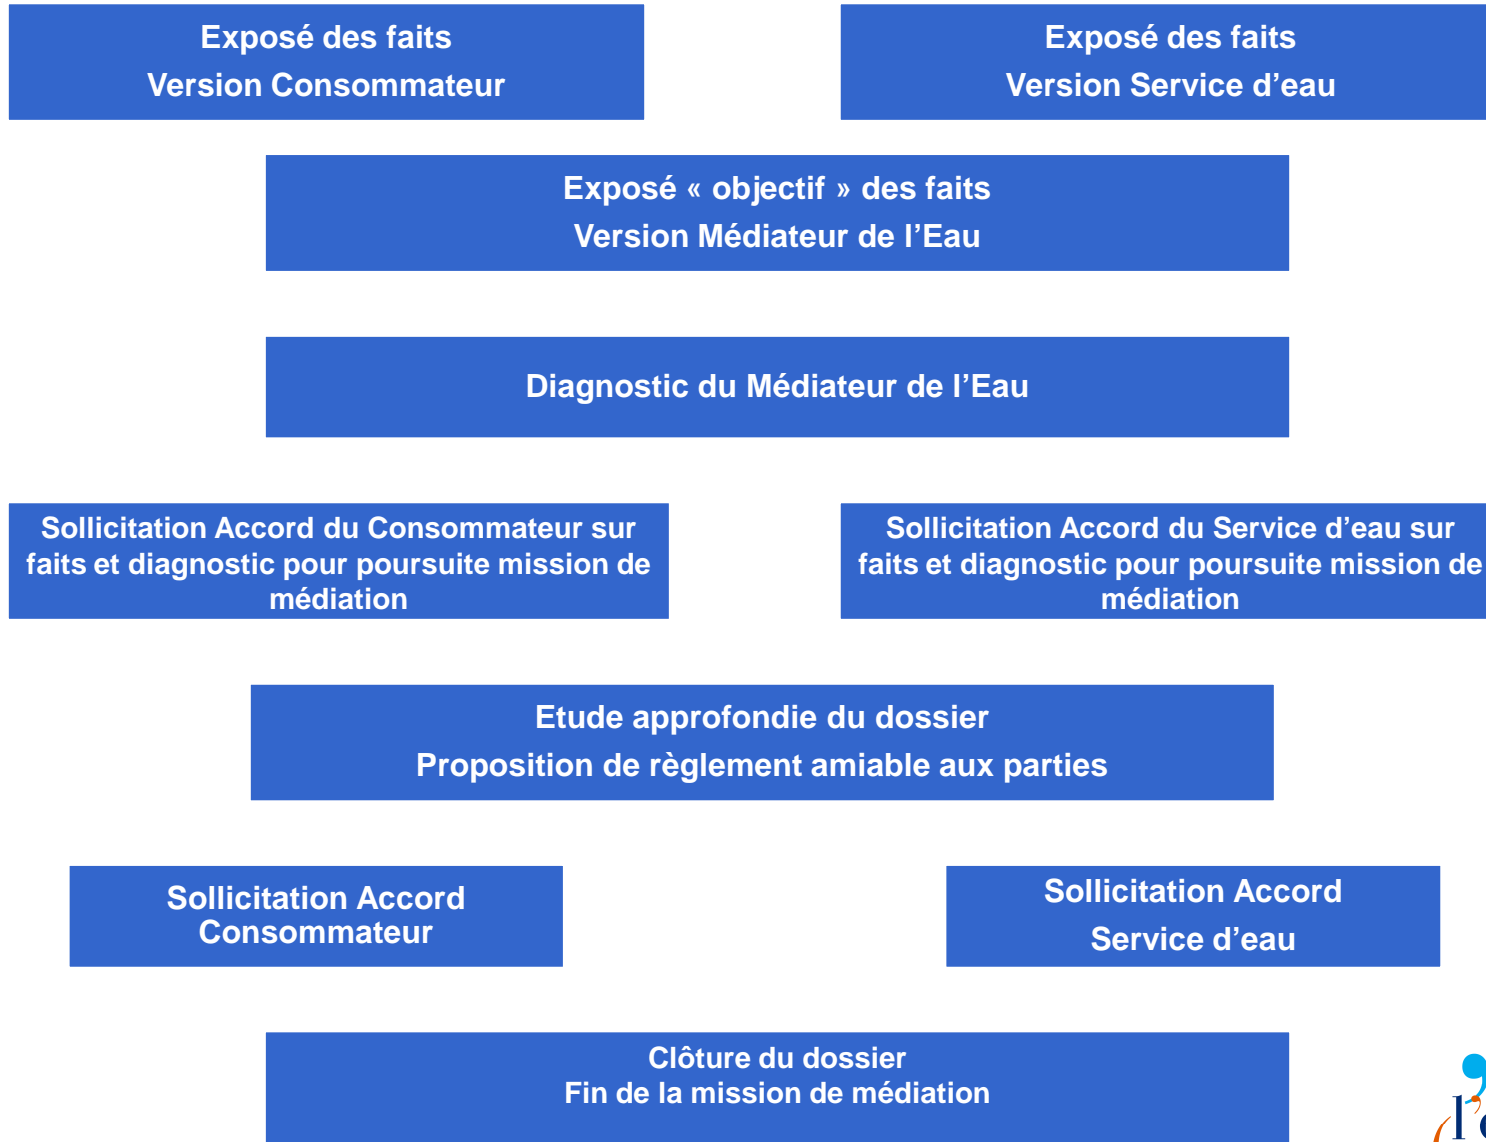 Exposé des faits
Version Consommateur
Exposé des faits
Version Service d’eau
Exposé « objectif » des faits
Version Médiateur de l’Eau
Diagnostic du Médiateur de l’Eau
Sollicitation Accord du Consommateur sur
faits et diagnostic pour poursuite mission de
médiation
Sollicitation Accord du Service d’eau sur
faits et diagnostic pour poursuite mission de
médiation
Etude approfondie du dossier
Proposition de règlement amiable aux parties
Sollicitation Accord
Consommateur
Sollicitation Accord
Service d’eau
Clôture du dossier
Fin de la mission de médiation